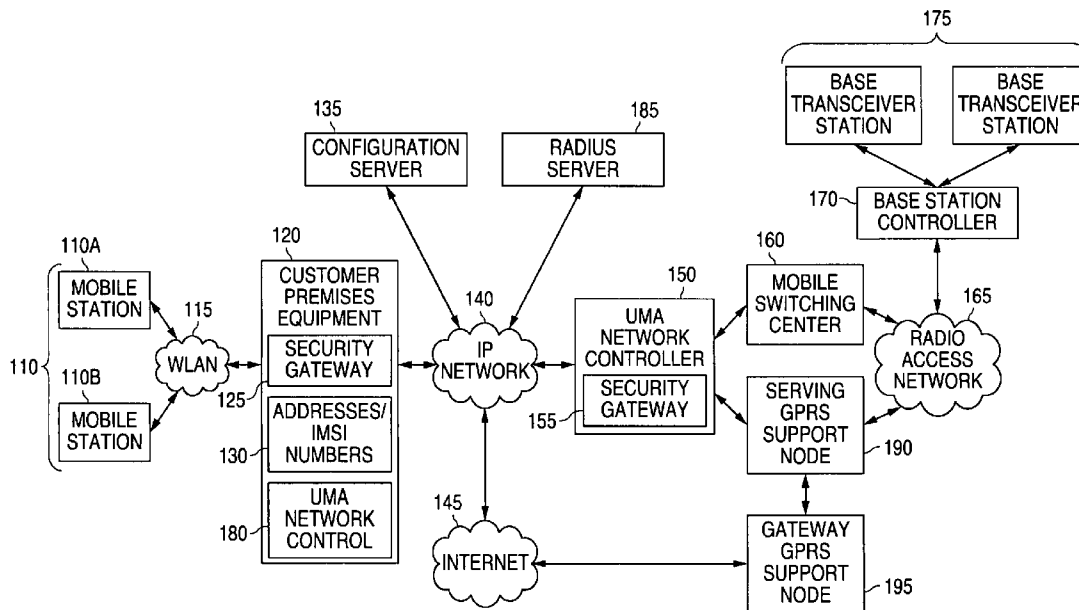 175
BASE
TRANSCEIVER
STATION
BASE
TRANSCEIVER
STATION
135
CONFIGURATION
SERVER
185
RADIUS
SERVER
170
BASE STATION
CONTROLLER
110A
MOBILE
STATION
110
110B
MOBILE
STATION
115
WLAN
120
CUSTOMER
PREMISES
EQUIPMENT
SECURITY
GATEWAY
125
ADDRESSES/
IMSI
NUMBERS
130
UMA
NETWORK
CONTROL
180
140
IP
NETWORK
145
INTERNET
150
UMA
NETWORK
CONTROLLER
SECURITY
GATEWAY
155
160
MOBILE
SWITCHING
CENTER
165
RADIO
ACCESS
NETWORK
SERVING
GPRS
SUPPORT
NODE
190
GATEWAY
GPRS
SUPPORT
NODE
195